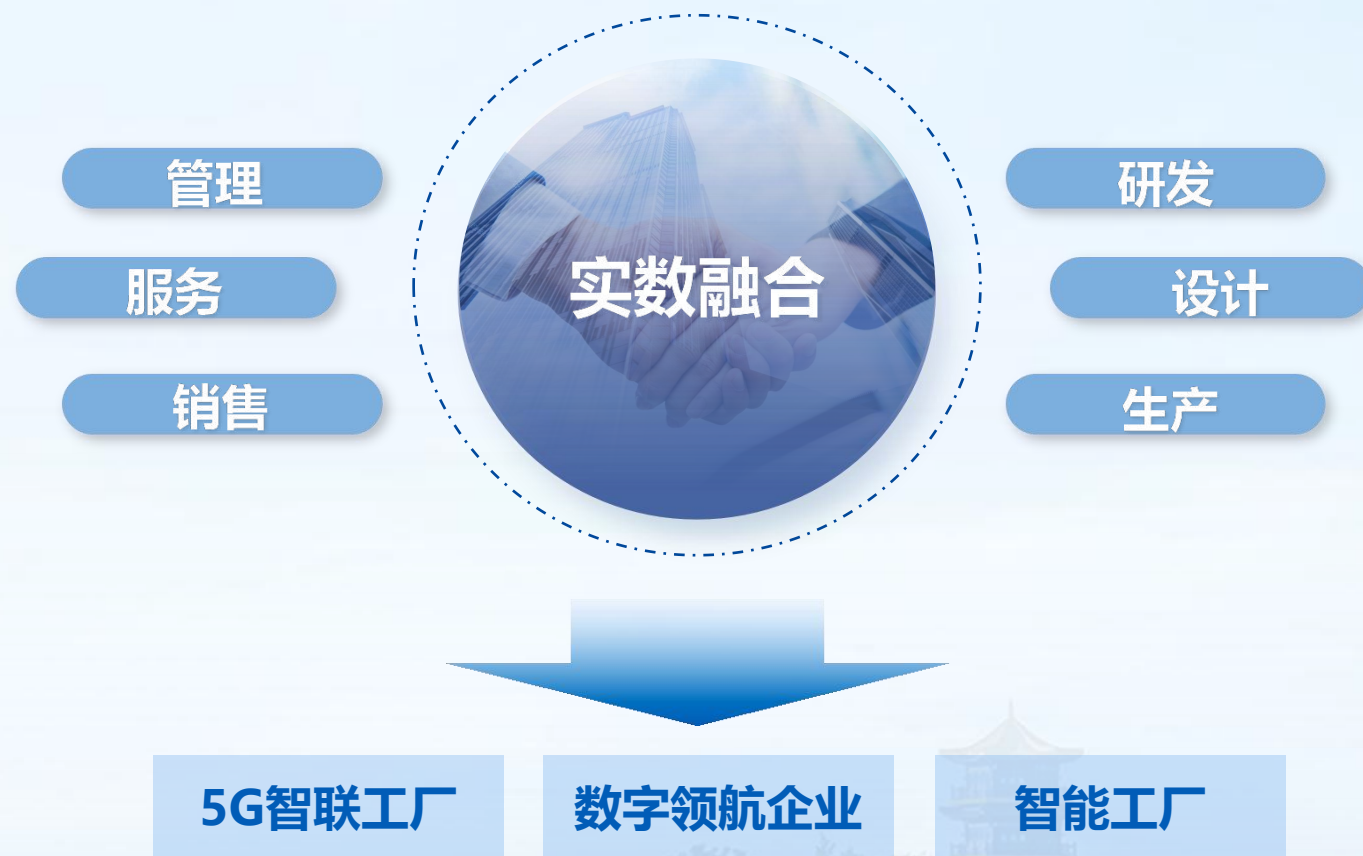 管理
服务
销售
实数融合
研发
设计
生产
5G智联工厂
数字领航企业
智能工厂